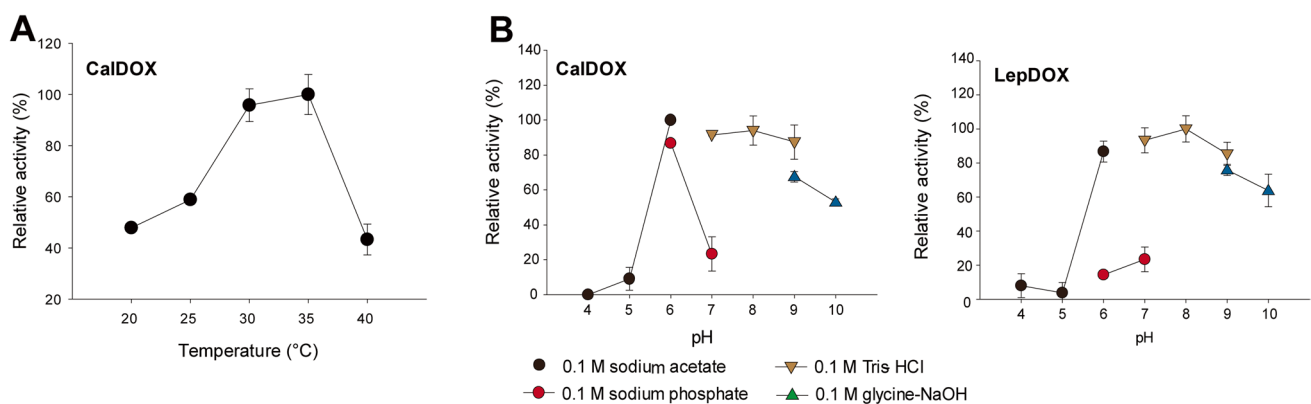 A
CalDOX
Relative activity (%)
120
100
80
60
40
20
20 25 30 35 40
Temperature (°C)
B
CalDOX
Relative activity (%)
140
120
100
80
60
40
20
0
4 5 6 7 8 9 10
pH
LepDOX
Relative activity (%)
140
120
100
80
60
40
20
0
4 5 6 7 8 9 10
pH
0.1 M sodium acetate
0.1 M sodium phosphate
0.1 M Tris HCl
0.1 M glycine-NaOH